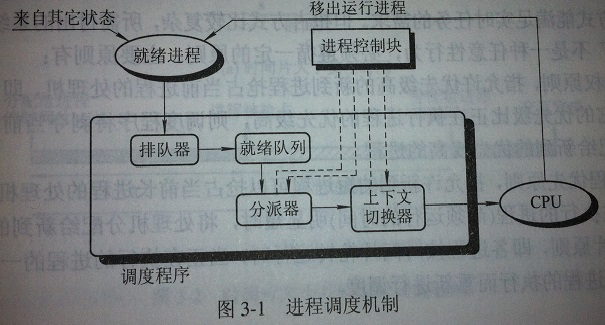 来自其它状态
移出运行进程
就绪进程
进程控制块
排队器
就绪队列
分派器
上下文
切换器
CPU
调度程序
图 3-1 进程调度机制